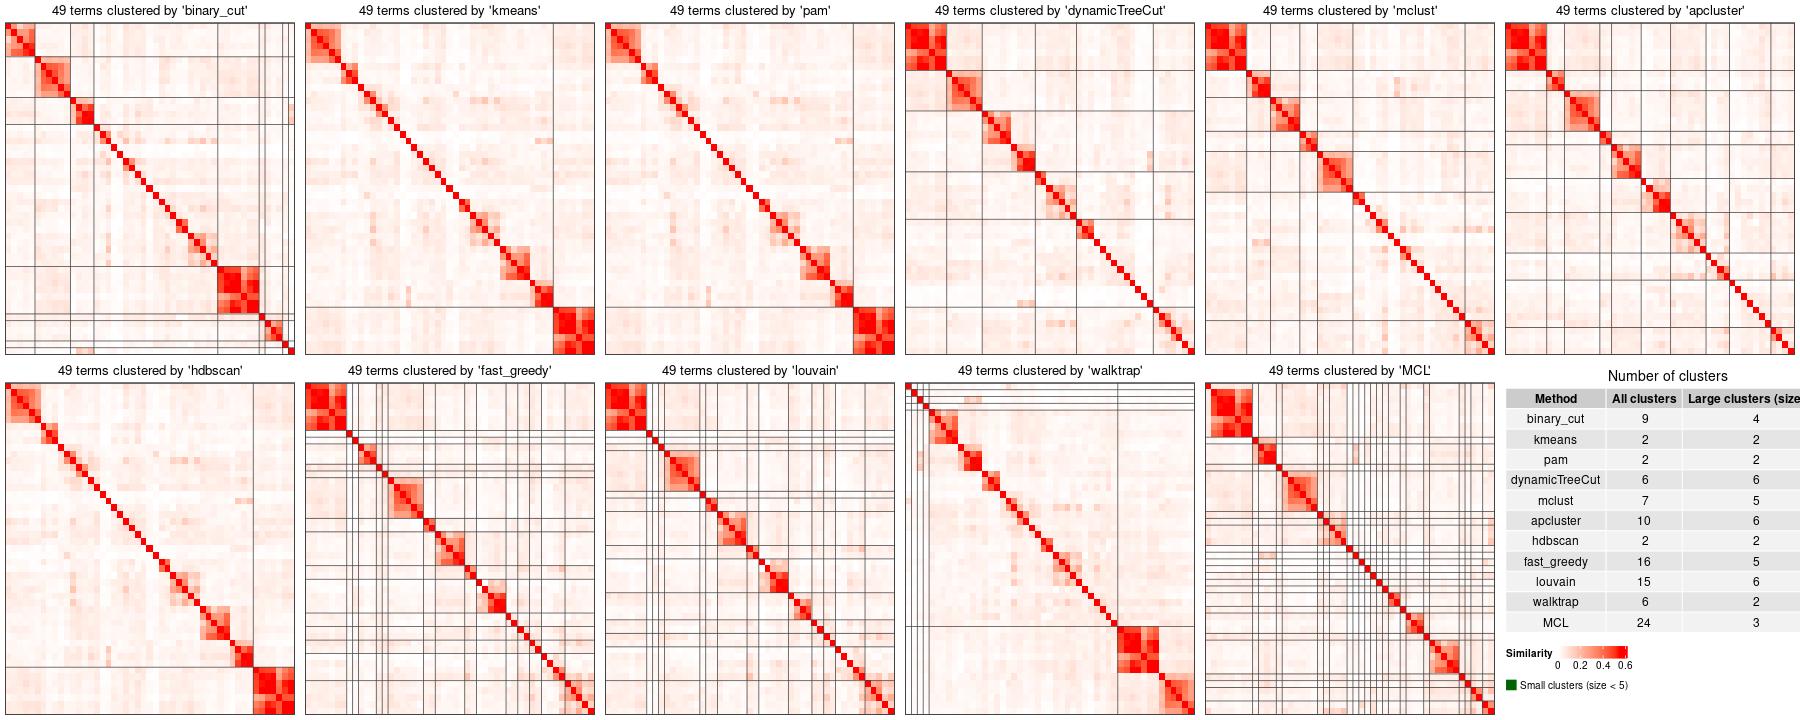 49 terms clustered by 'binary_cut'
49 terms clustered by 'kmeans'
49 terms clustered by 'pam'
49 terms clustered by 'dynamicTreeCut'
49 terms clustered by 'mclust'
49 terms clustered by 'apcluster'
49 terms clustered by 'hdbscan'
49 terms clustered by 'fast_greedy'
49 terms clustered by 'louvain'
49 terms clustered by 'walktrap'
49 terms clustered by 'MCL'
Number of clusters
Method All clusters Large clusters (size
binary_cut 9 4
kmeans 2 2
pam 2 2
dynamicTreeCut 6 6
mclust 7 5
apcluster 10 6
hdbscan 2 2
fast_greedy 16 5
louvain 15 6
walktrap 6 2
MCL 24 3
Similarity
0 0.2 0.4 0.6
Small clusters (size < 5)